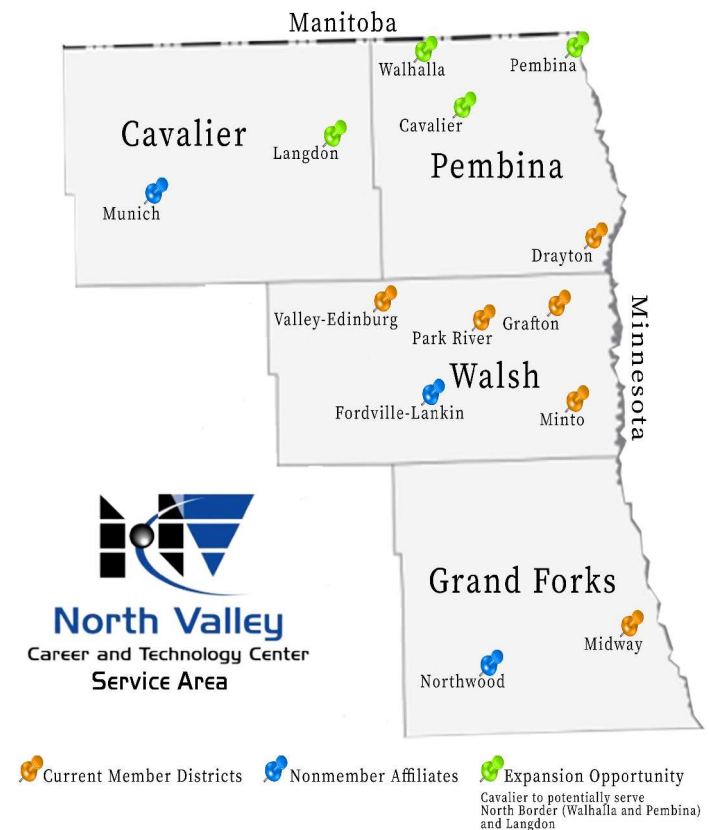 Manitoba
Walhalla
Pembina
Cavalier
Cavalier
Langdon
Pembina
Munich
Drayton
Minnesota
Valley-Edinburg
Park River
Grafton
Walsh
Fordville-Lankin
Minto
Grand Forks
Midway
Northwood
North Valley
Career and Technology Center
Service Area
Current Member Districts
Nonmember Affiliates
Expansion Opportunity
Cavalier to potentially serve
North Border (Walhalla and Pembina)
and Langdon